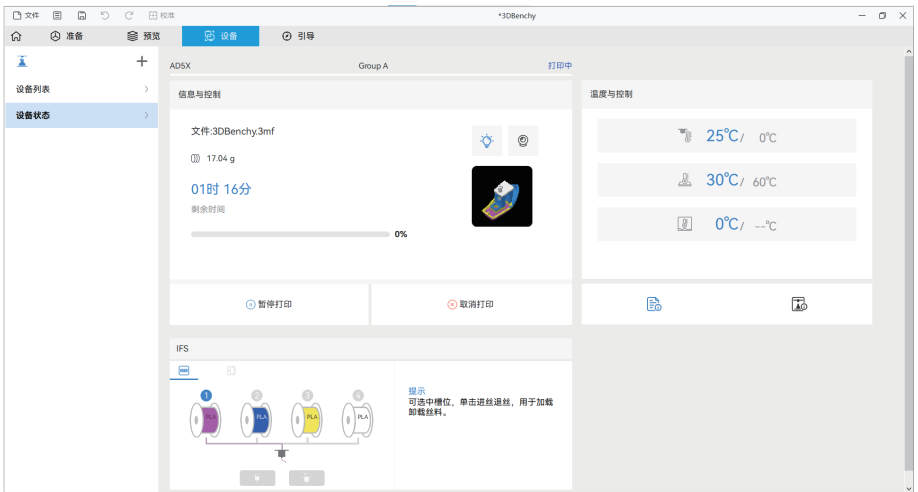 文件 校准 *3DBenchy
准备 预览 设备 引导
设备列表
设备状态
AD5X Group A 打印中
信息与控制
文件:3DBenchy.3mf
17.04 g
01时 16分
剩余时间
0%
暂停打印 取消打印
温度与控制
25℃/ 0℃
30℃/ 60℃
0℃/ --℃
IFS
1 2 3 4
PLA PLA PLA PLA
提示
可选中槽位，单击进丝退丝，用于加载
卸载丝料。